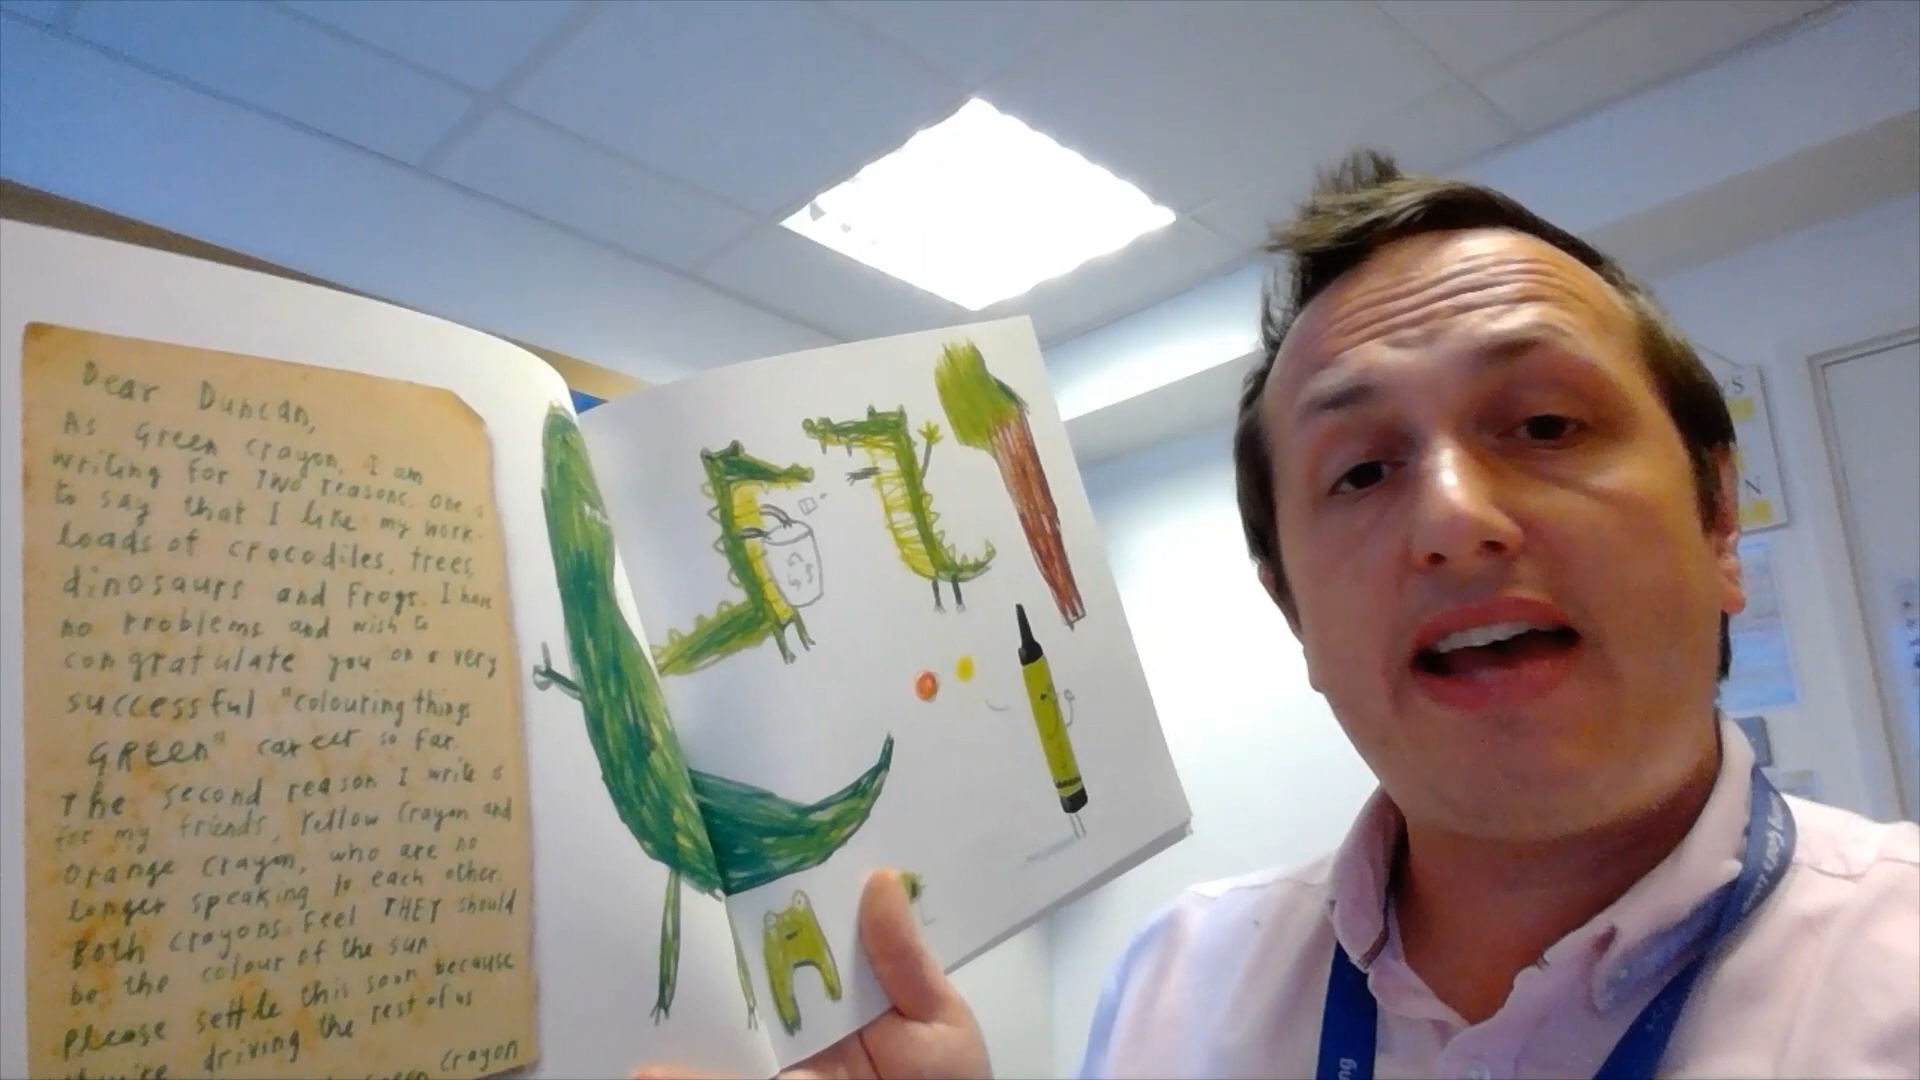 Dear Duncan,
As Green Crayon, I am
writing for Two reasons. One is
to say that I like my work-
loads of crocodiles, trees,
dinosaurs and Frogs. I have
no problems and wish to
congratulate you on a very
successful "colouring things
GREEN" career so far.
The second reason I write is
for my friends, Yellow Crayon and
Orange Crayon, who are no
longer speaking to each other.
Both crayons Feel THEY should
be the colour of the sun.
Please settle this soon because
they're driving the rest of us
Green Crayon